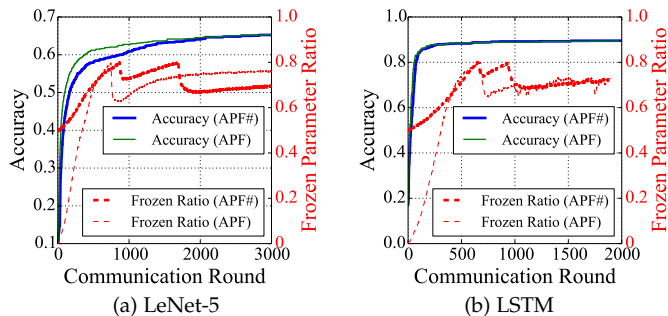 0.7
0.6
0.5
0.4
0.3
0.2
0.1
Accuracy
1.0
0.8
0.6
0.4
0.2
0
Frozen Parameter Ratio
Accuracy (APF#)
Accuracy (APF)
Frozen Ratio (APF#)
Frozen Ratio (APF)
0 1000 2000 3000
Communication Round
(a) LeNet-5
1.0
0.8
0.6
0.4
0.2
0.0
Accuracy
1.0
0.8
0.6
0.4
0.2
0
Frozen Parameter Ratio
Accuracy (APF#)
Accuracy (APF)
Frozen Ratio (APF#)
Frozen Ratio (APF)
0 500 1000 1500 2000
Communication Round
(b) LSTM